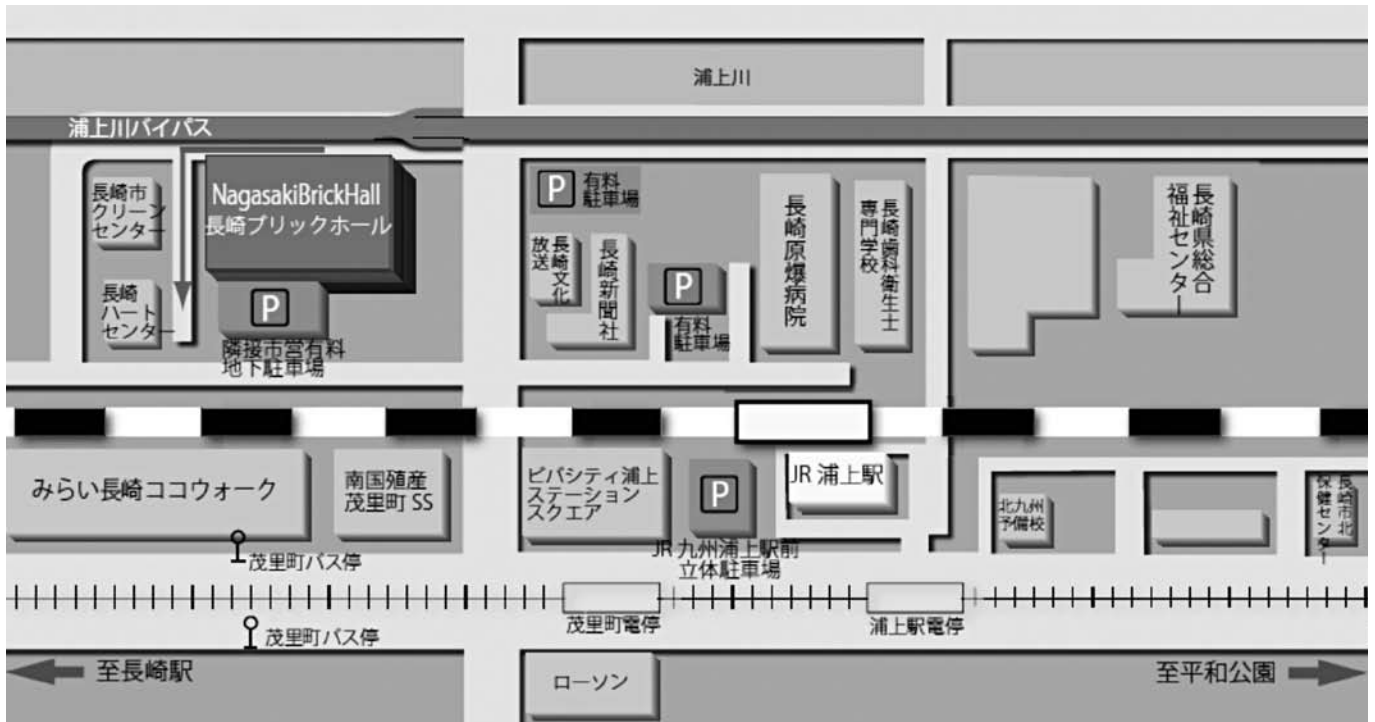 浦上川
浦上川バイパス
長崎市
クリーン
センター
NagasakiBrickHall
長崎ブリックホール
長崎
ハート
センター
P
隣接市営有料
地下駐車場
P
有料
駐車場
長崎文化
放送
長崎新聞社
P
有料
駐車場
長崎原爆病院
長崎歯科衛生士
専門学校
長崎県総合
福祉センター
みらい長崎ココウォーク
南国殖産
茂里町 SS
ビバシティ浦上
ステーション
スクエア
P
JR 九州浦上駅前
立体駐車場
JR 浦上駅
北九州
予備校
長崎市北
保健センター
茂里町バス停
茂里町電停
浦上駅電停
茂里町バス停
至長崎駅
ローソン
至平和公園